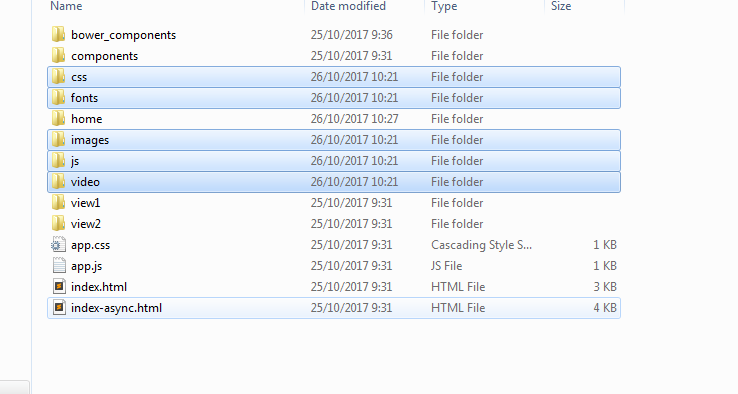 Name Date modified Type Size
bower_components 25/10/2017 9:36 File folder
components 25/10/2017 9:31 File folder
css 26/10/2017 10:21 File folder
fonts 26/10/2017 10:21 File folder
home 26/10/2017 10:27 File folder
images 26/10/2017 10:21 File folder
js 26/10/2017 10:21 File folder
video 26/10/2017 10:21 File folder
view1 25/10/2017 9:31 File folder
view2 25/10/2017 9:31 File folder
app.css 25/10/2017 9:31 Cascading Style S... 1 KB
app.js 25/10/2017 9:31 JS File 1 KB
index.html 25/10/2017 9:31 HTML File 3 KB
index-async.html 25/10/2017 9:31 HTML File 4 KB